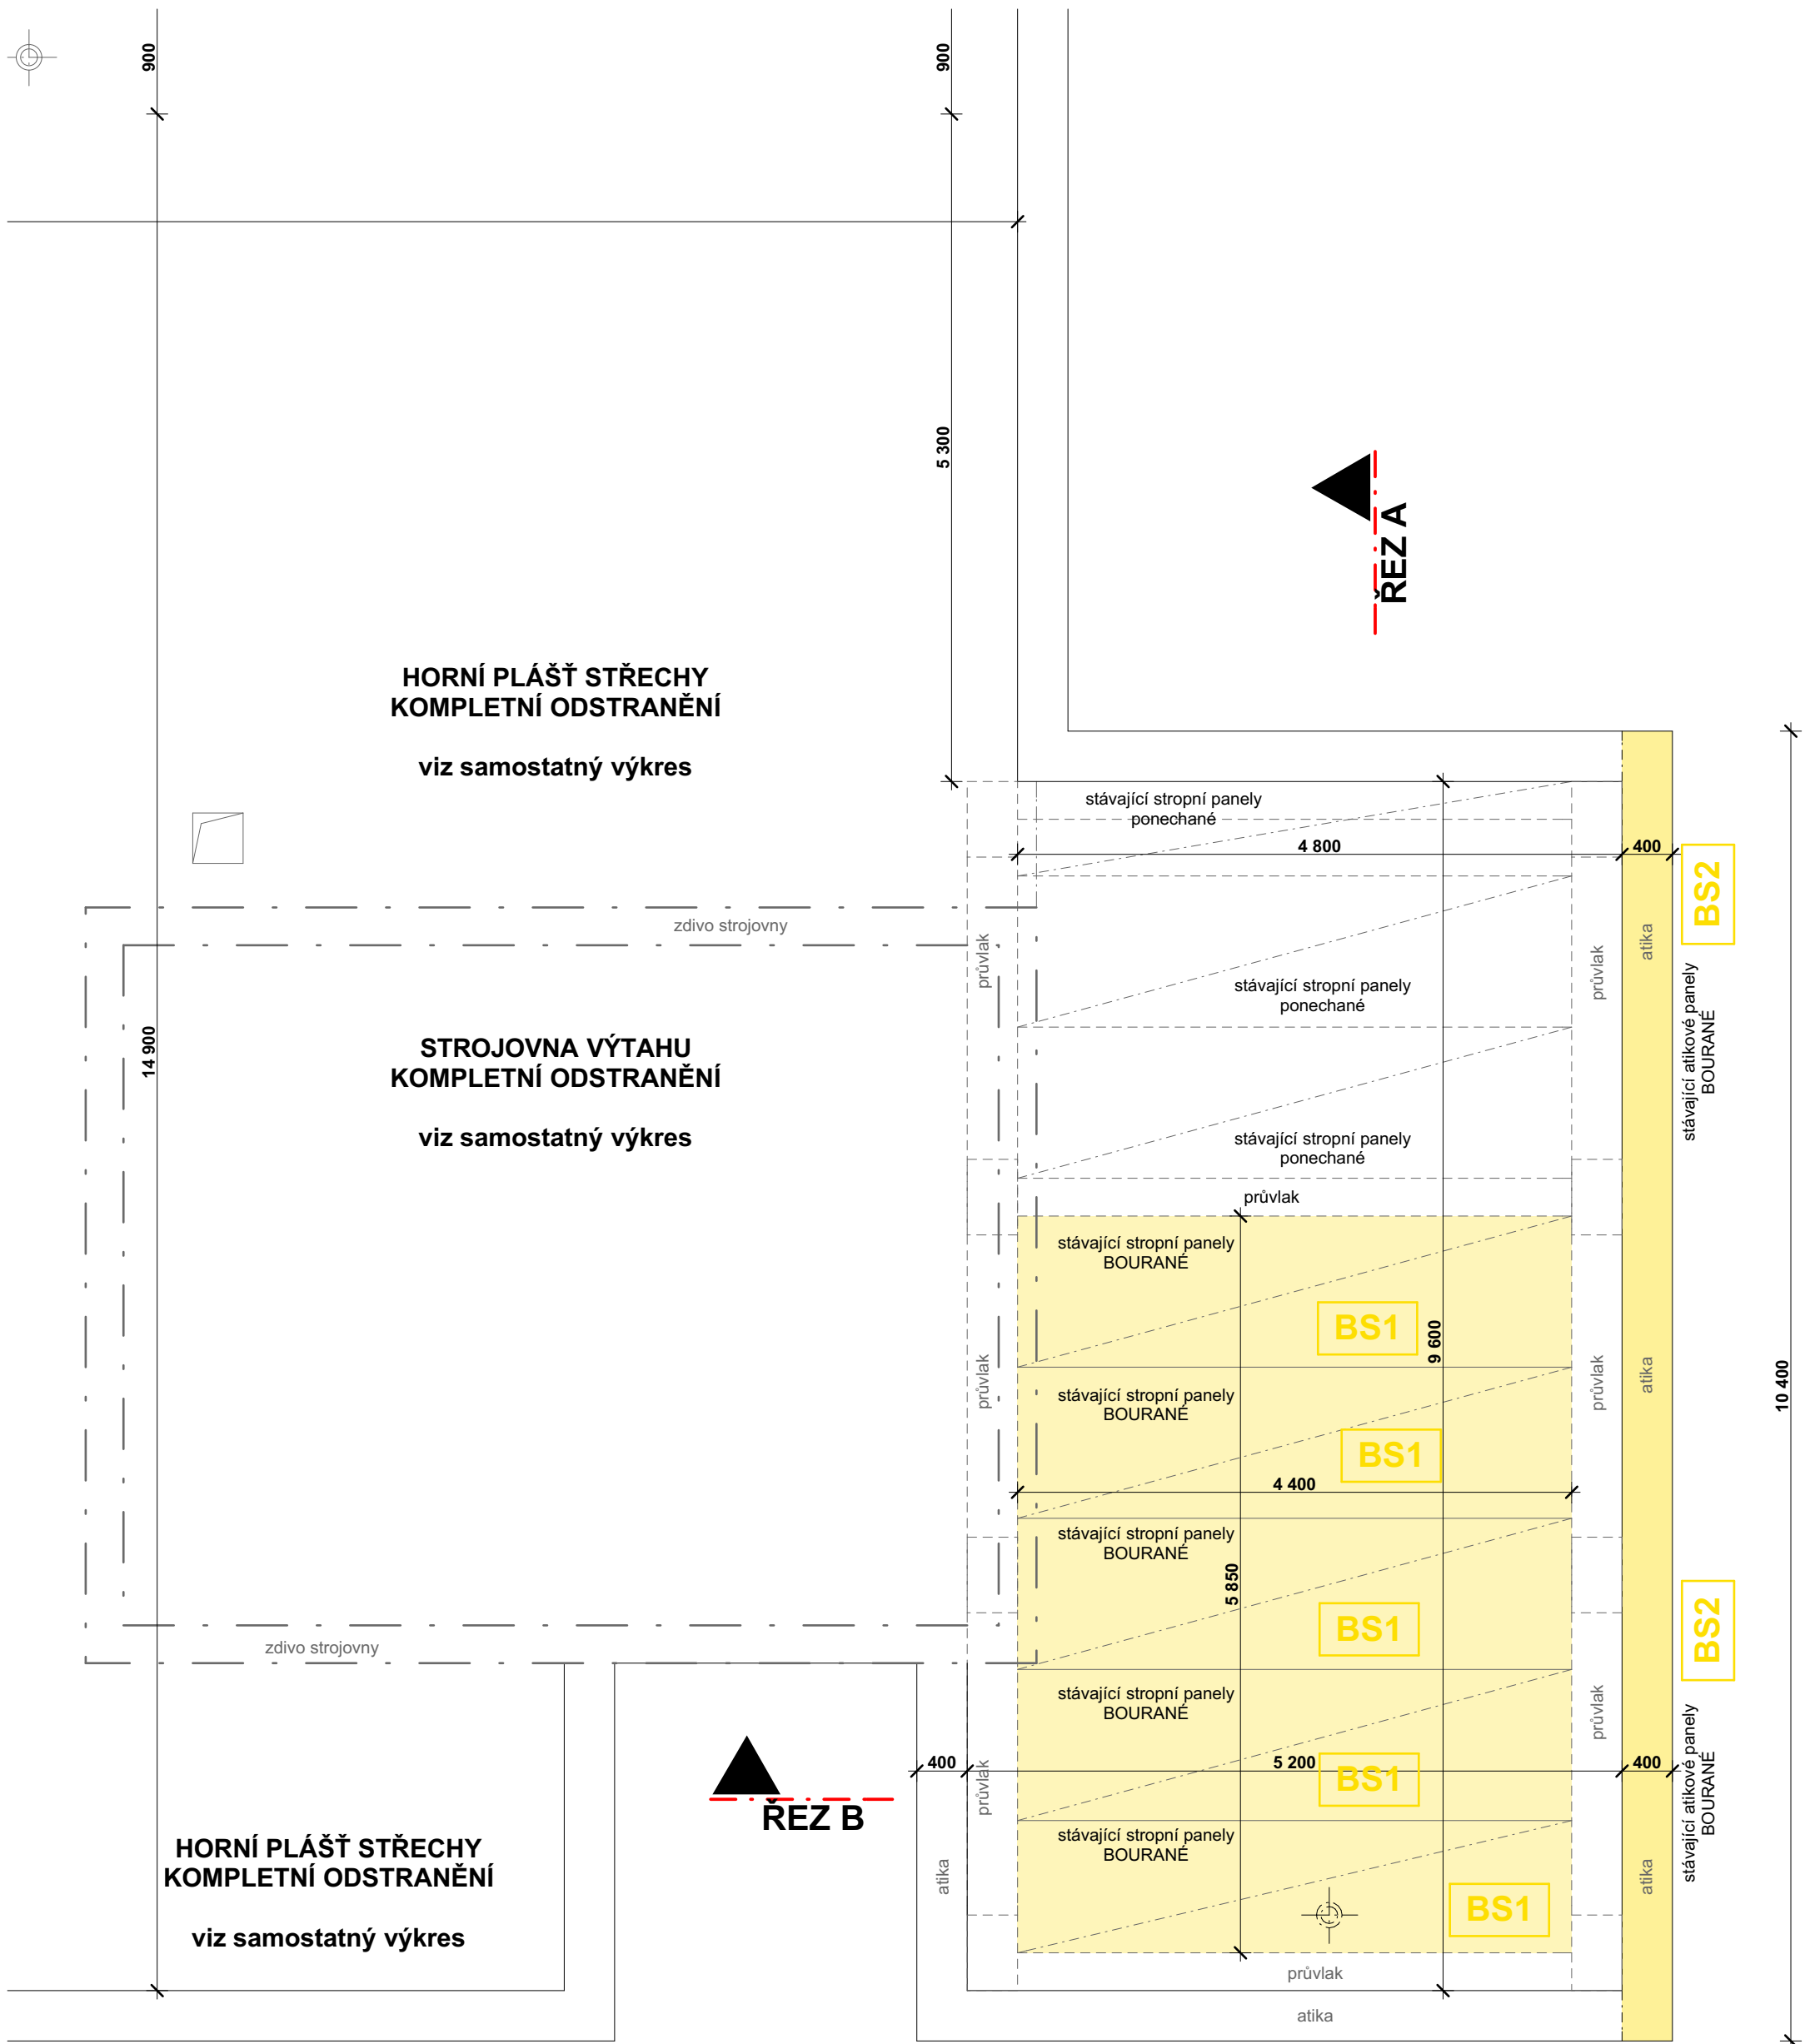 900
900
5 300
ŘEZ A
HORNÍ PLÁŠŤ STŘECHY
KOMPLETNÍ ODSTRANĚNÍ
viz samostatný výkres
stávající stropní panely
ponechané
4 800
400
BS2
zdivo strojovny
průvlak
průvlak
atika
stávající stropní panely
ponechané
stávající atikové panely
BOURANÉ
14 900
STROJOVNA VÝTAHU
KOMPLETNÍ ODSTRANĚNÍ
viz samostatný výkres
stávající stropní panely
ponechané
průvlak
stávající stropní panely
BOURANÉ
BS1
9 600
průvlak
průvlak
atika
10 400
stávající stropní panely
BOURANÉ
BS1
4 400
stávající stropní panely
BOURANÉ
5 850
BS1
BS2
zdivo strojovny
stávající stropní panely
BOURANÉ
průvlak
400
průvlak
5 200
BS1
400
stávající atikové panely
BOURANÉ
ŘEZ B
HORNÍ PLÁŠŤ STŘECHY
KOMPLETNÍ ODSTRANĚNÍ
viz samostatný výkres
stávající stropní panely
BOURANÉ
atika
atika
BS1
průvlak
atika